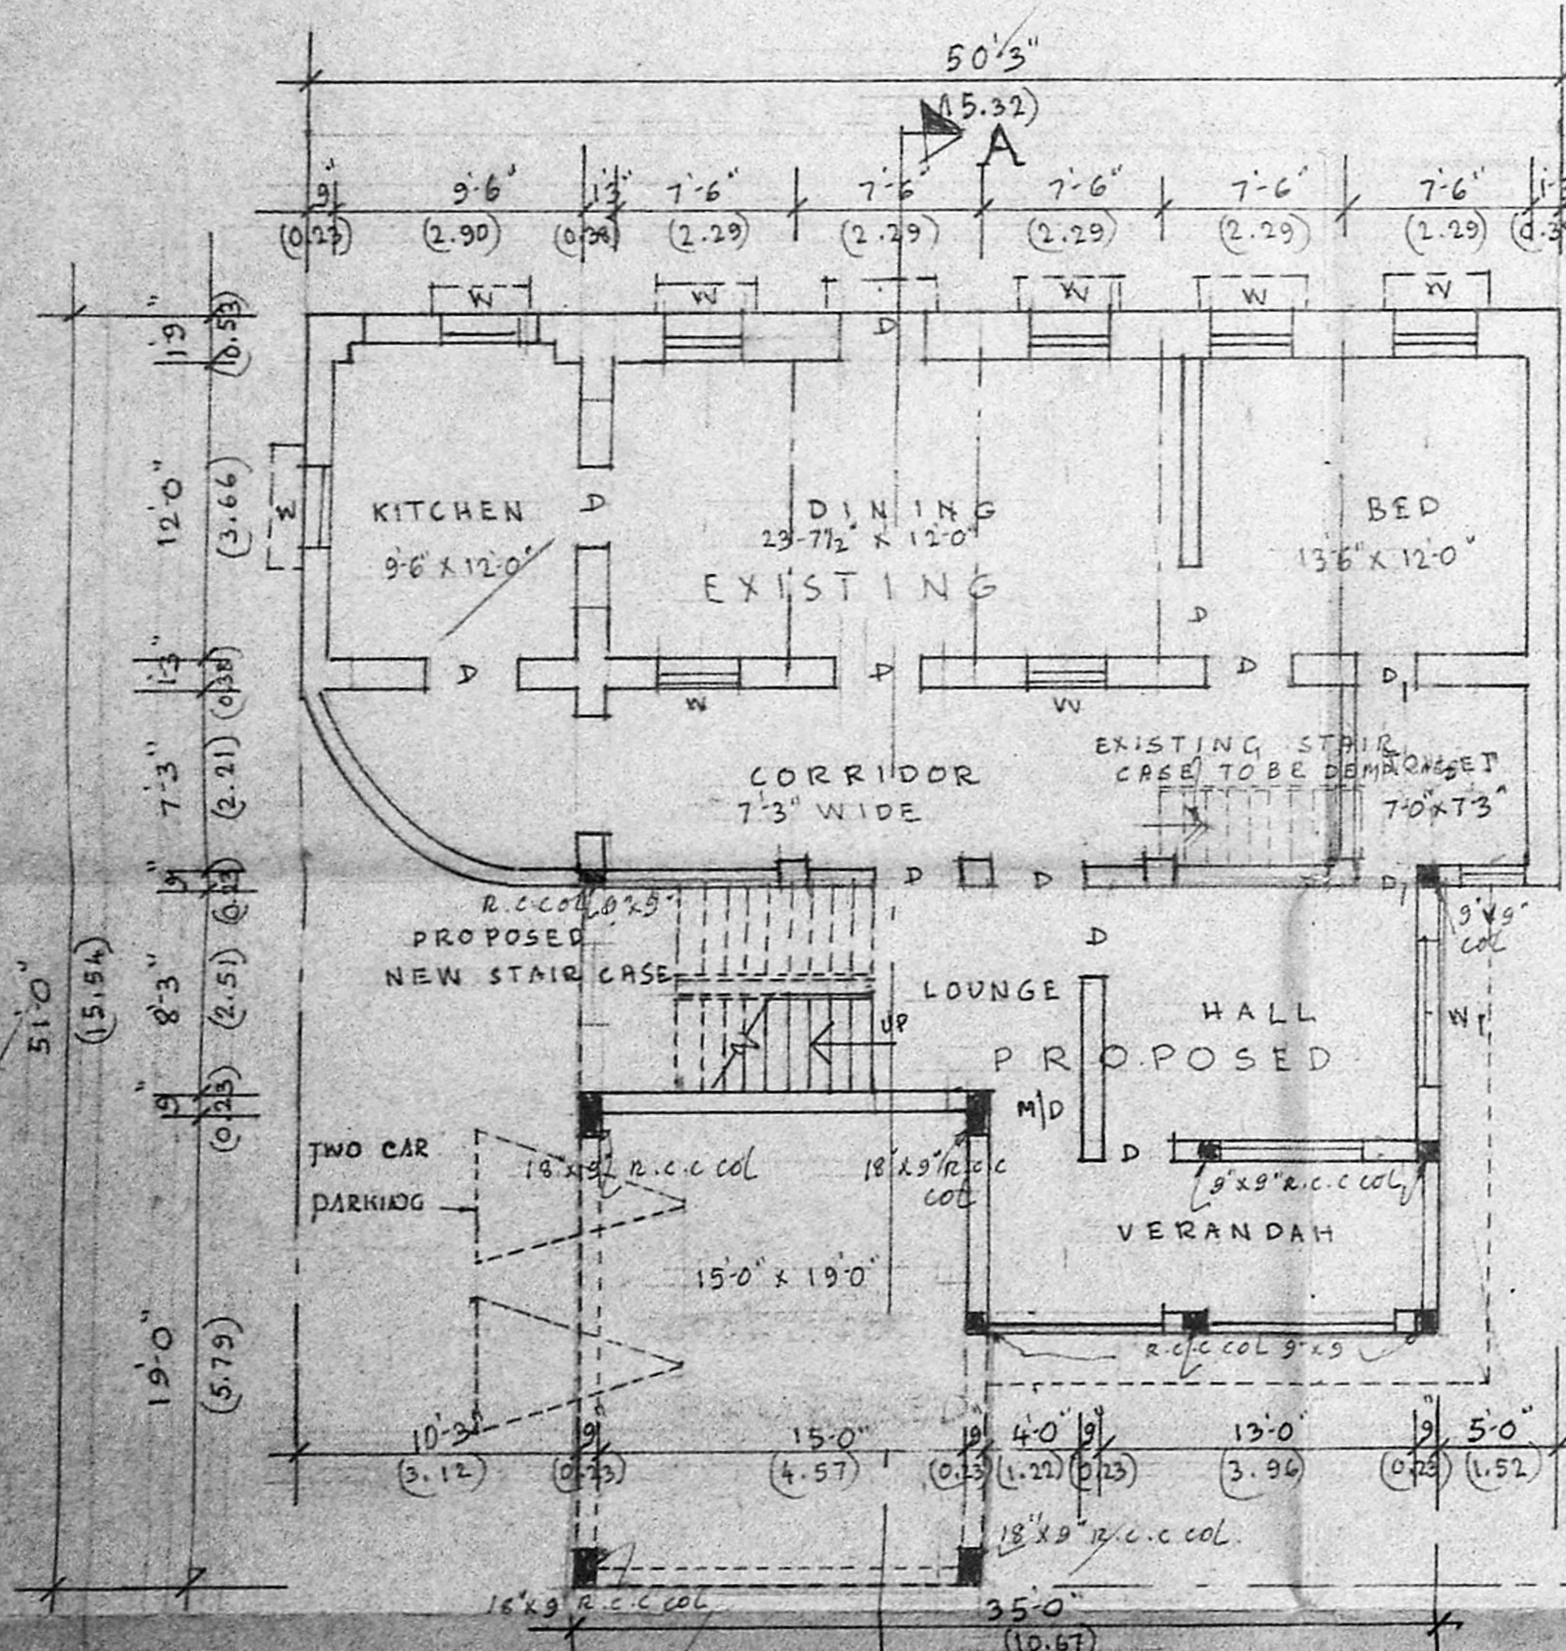 50'3"
(15.32)
A
9" 9'-6" 1'3" 7'-6" 7'-6" 7'-6" 7'-6" 7'-6"
(0.23) (2.90) (0.38) (2.29) (2.29) (2.29) (2.29) (2.29)
W W W W W
D
1'9"
(0.53)
12'-0"
(3.66)
W
KITCHEN
9'-6" X 12'-0"
D
DINING
23'-7½" X 12'-0"
EXISTING
BED
13'6" X 12'-0"
D
1'-3"
(0.38)
D D D D1
W W
7'-3"
(2.21)
CORRIDOR
7'-3" WIDE
EXISTING STAIR
CASE TO BE
7'-0" X 7'3"
9"
(0.23)
D D D1
R.C.COL 9"X9"
9"X9"
COL
PROPOSED
NEW STAIR CASE
51'-0"
(15.54)
8'-3"
(2.51)
D
LOUNGE
HALL
PROPOSED
UP
W1
9"
(0.23)
M/D
D
TWO CAR
PARKING
18"X9" R.C.C COL
18"X9" R.C.C
COL
9"X9" R.C.C COL
VERANDAH
15'-0" X 19'-0"
19'-0"
(5.79)
R.C.C COL 9"X9"
10'-3" 9" 15'-0" 9" 4'-0" 9" 13'-0" 9" 5'-0"
(3.12) (0.23) (4.57) (0.23) (1.22) (0.23) (3.96) (0.23) (1.52)
18"X9" R.C.C COL.
18"X9" R.C.C COL
35'-0"
(10.67)